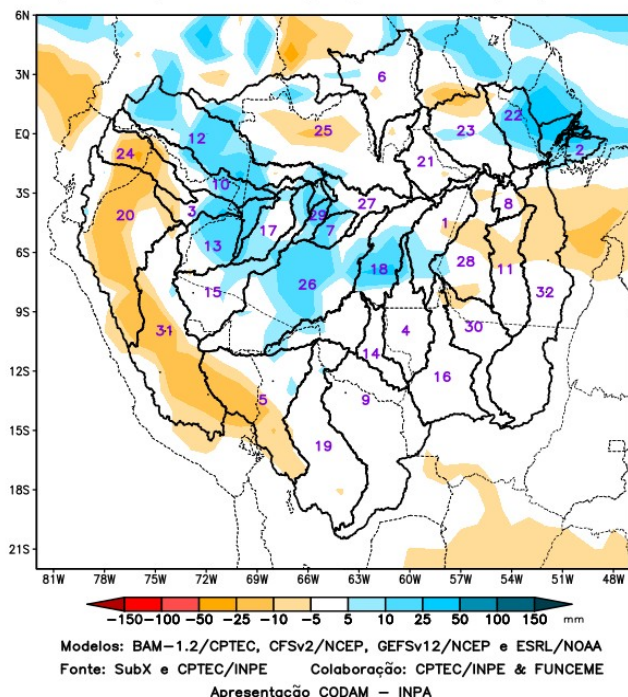 6N
3N
EQ
3S
6S
9S
12S
15S
18S
21S
6
22
25
23
12
2
24
21
10
8
20
3
27
17
29
7
1
13
18
28
11
15
26
32
31
30
4
14
16
5
9
19
81W 78W 75W 72W 69W 66W 63W 60W 57W 54W 51W 48W
-150 -100 -50 -25 -10 -5 5 10 25 50 100 150 mm
Modelos: BAM-1.2/CPTEC, CFSv2/NCEP, GEFSv12/NCEP e ESRL/NOAA
Fonte: SubX e CPTEC/INPE Colaboração: CPTEC/INPE & FUNCEME
Apresentação CODAM - INPA